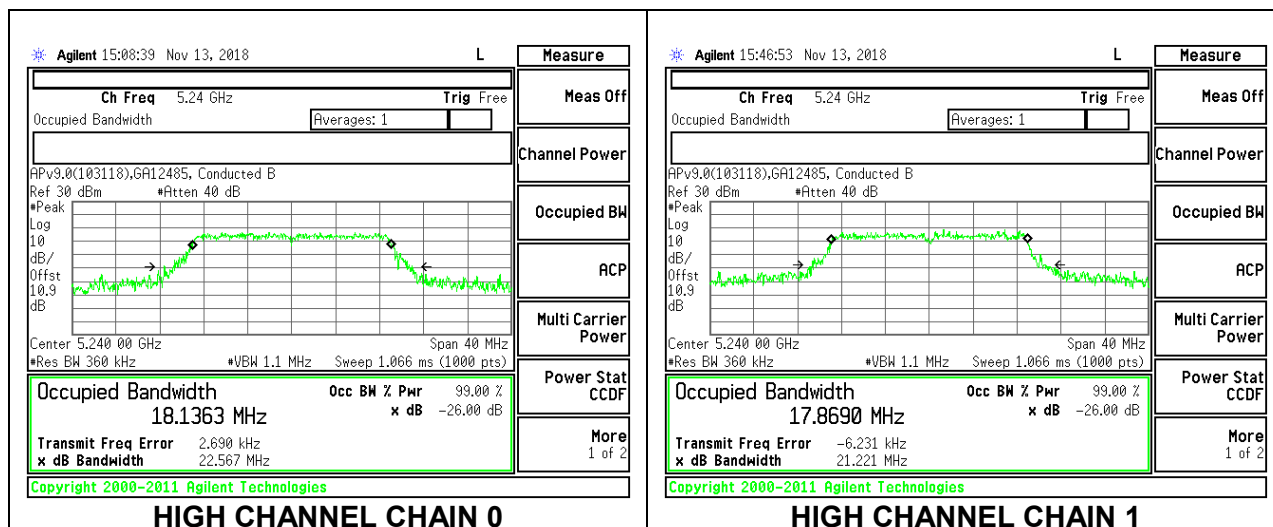 Agilent 15:08:39 Nov 13, 2018 L
Measure
Ch Freq 5.24 GHz Trig Free
Meas Off
Occupied Bandwidth Averages: 1
Channel Power
APv9.0(103118),GA12485, Conducted B
Ref 30 dBm #Atten 40 dB
#Peak
Occupied BW
Log
10
dB/
ACP
Offst
10.9
dB
Multi Carrier
Power
Center 5.240 00 GHz Span 40 MHz
#Res BW 360 kHz #VBW 1.1 MHz Sweep 1.066 ms (1000 pts)
Power Stat
CCDF
Occupied Bandwidth Occ BW % Pwr 99.00 %
18.1363 MHz x dB -26.00 dB
Transmit Freq Error 2.690 kHz
x dB Bandwidth 22.567 MHz
More
1 of 2
Copyright 2000-2011 Agilent Technologies
HIGH CHANNEL CHAIN 0
Agilent 15:46:53 Nov 13, 2018 L
Measure
Ch Freq 5.24 GHz Trig Free
Meas Off
Occupied Bandwidth Averages: 1
Channel Power
APv9.0(103118),GA12485, Conducted B
Ref 30 dBm #Atten 40 dB
#Peak
Occupied BW
Log
10
dB/
ACP
Offst
10.9
dB
Multi Carrier
Power
Center 5.240 00 GHz Span 40 MHz
#Res BW 360 kHz #VBW 1.1 MHz Sweep 1.066 ms (1000 pts)
Power Stat
CCDF
Occupied Bandwidth Occ BW % Pwr 99.00 %
17.8690 MHz x dB -26.00 dB
Transmit Freq Error -6.231 kHz
x dB Bandwidth 21.221 MHz
More
1 of 2
Copyright 2000-2011 Agilent Technologies
HIGH CHANNEL CHAIN 1